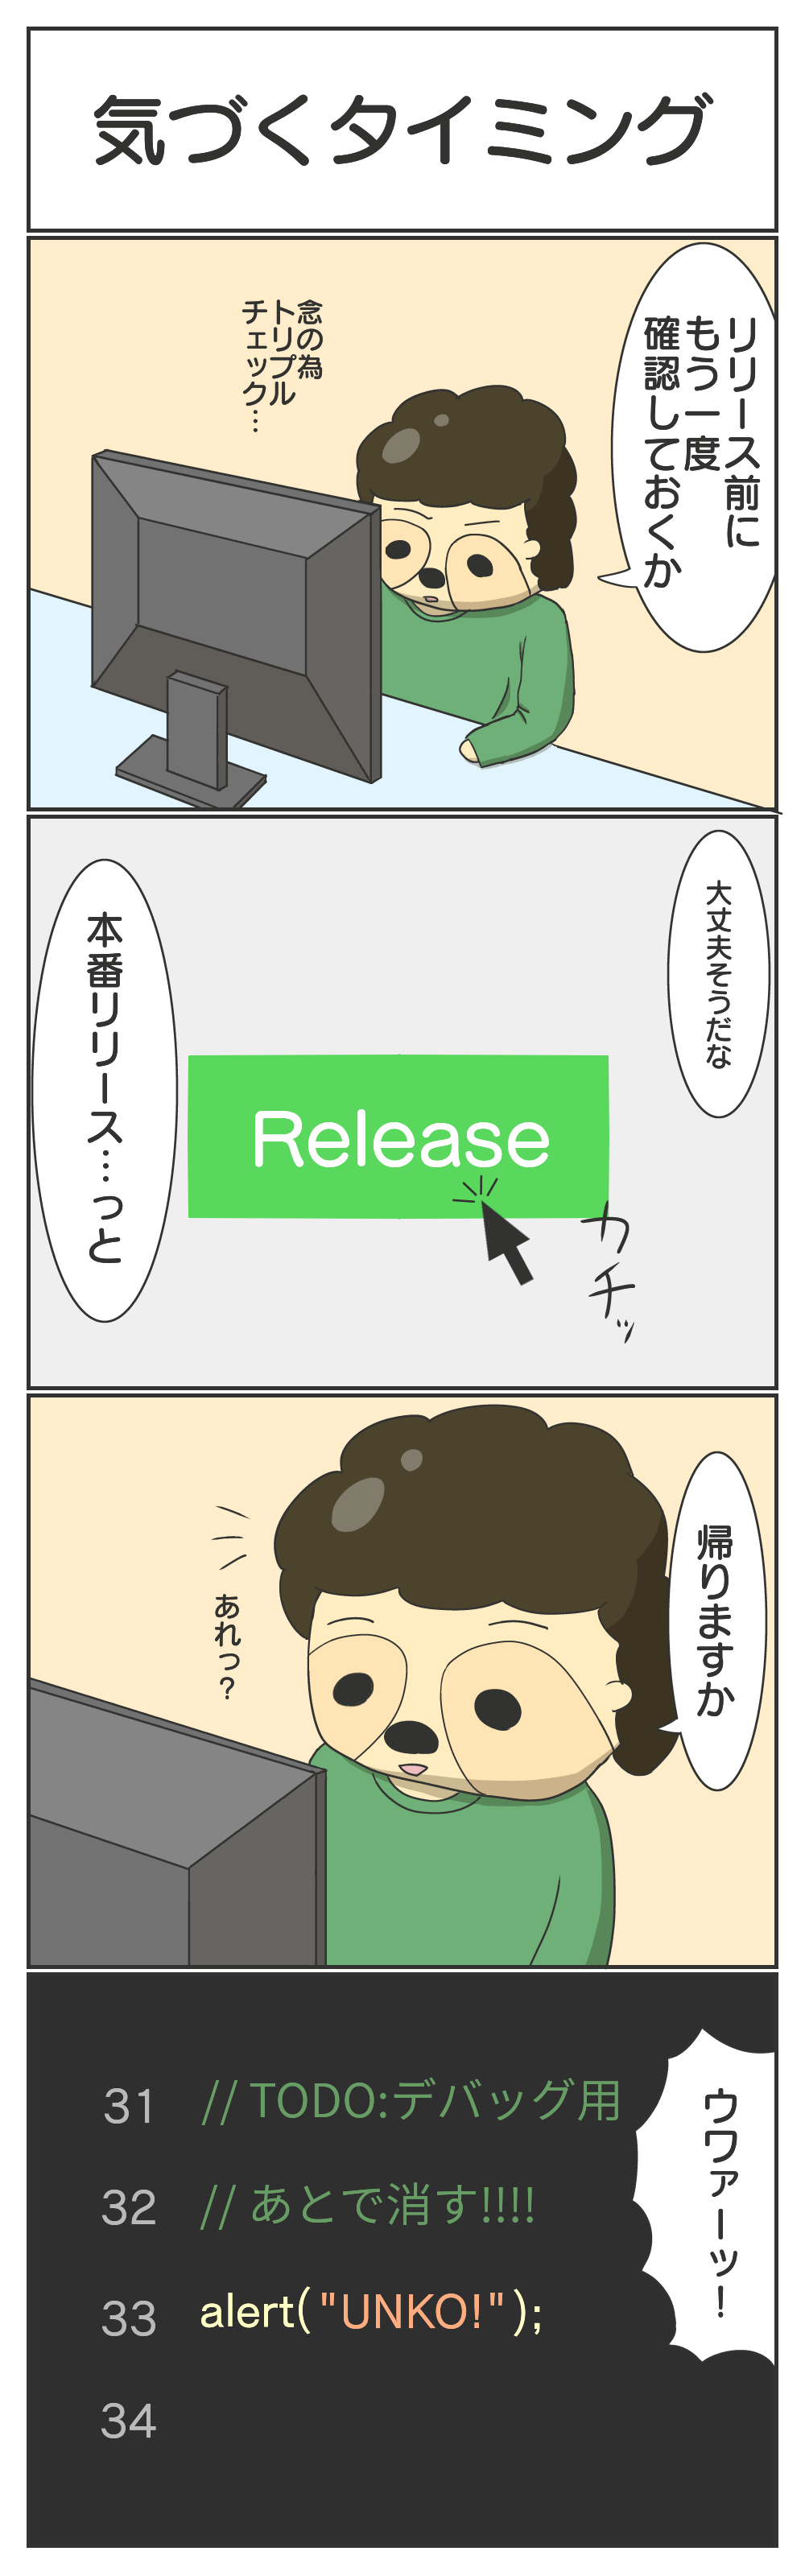 気づくタイミング
リリース前に
もう一度
確認しておくか
念の為
トリプル
チェック…
大丈夫そうだな
Release
カチッ
本番リリース…っと
帰りますか
あれっ?
ウワァーッ!
31 // TODO:デバッグ用
32 // あとで消す!!!!
33 alert("UNKO!");
34